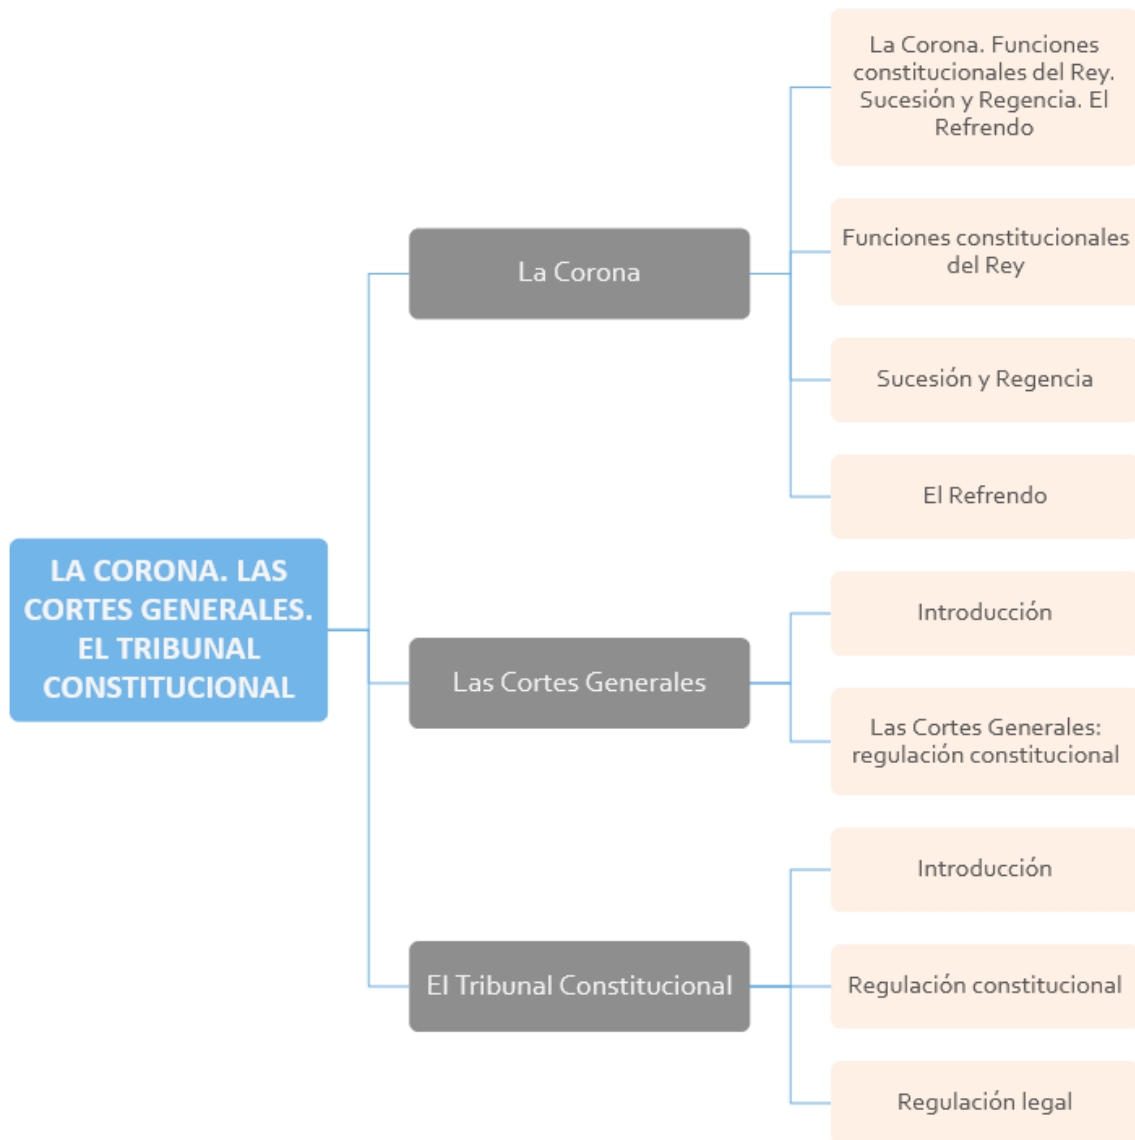 LA CORONA. LAS
CORTES GENERALES.
EL TRIBUNAL
CONSTITUCIONAL
La Corona
La Corona. Funciones
constitucionales del Rey.
Sucesión y Regencia. El
Refrendo
Funciones constitucionales
del Rey
Sucesión y Regencia
El Refrendo
Las Cortes Generales
Introducción
Las Cortes Generales:
regulación constitucional
El Tribunal Constitucional
Introducción
Regulación constitucional
Regulación legal